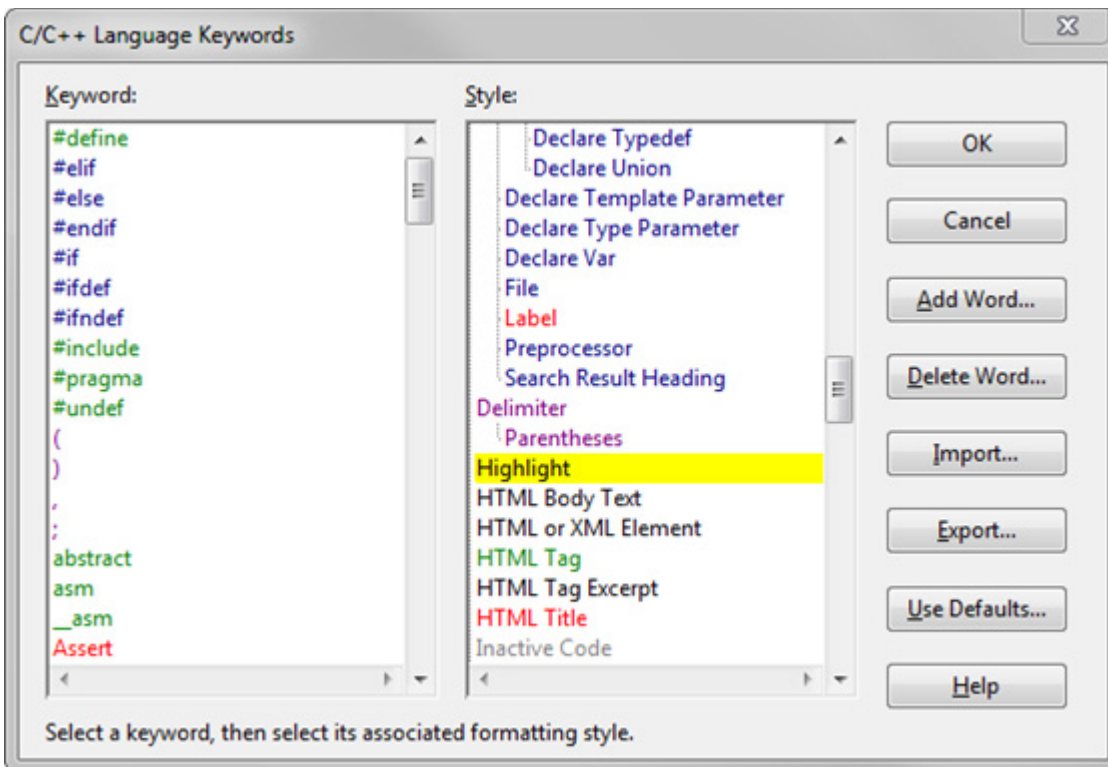 C/C++ Language Keywords
Keyword:
#define
#elif
#else
#endif
#if
#ifdef
#ifndef
#include
#pragma
#undef
(
)
,
;
abstract
asm
__asm
Assert
Style:
Declare Typedef
Declare Union
Declare Template Parameter
Declare Type Parameter
Declare Var
File
Label
Preprocessor
Search Result Heading
Delimiter
Parentheses
Highlight
HTML Body Text
HTML or XML Element
HTML Tag
HTML Tag Excerpt
HTML Title
Inactive Code
OK
Cancel
Add Word...
Delete Word...
Import...
Export...
Use Defaults...
Help
Select a keyword, then select its associated formatting style.